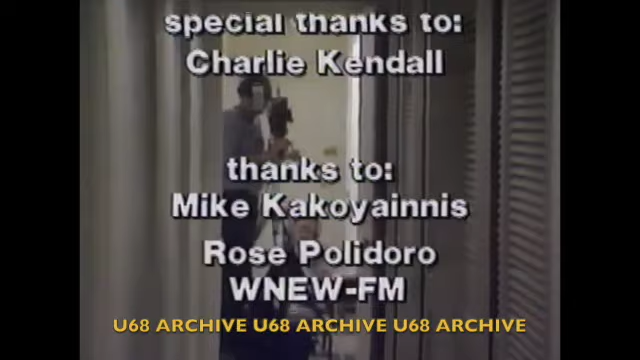 special thanks to:
Charlie Kendall
thanks to:
Mike Kakoyainnis
Rose Polidoro
WNEW-FM
U68 ARCHIVE U68 ARCHIVE U68 ARCHIVE